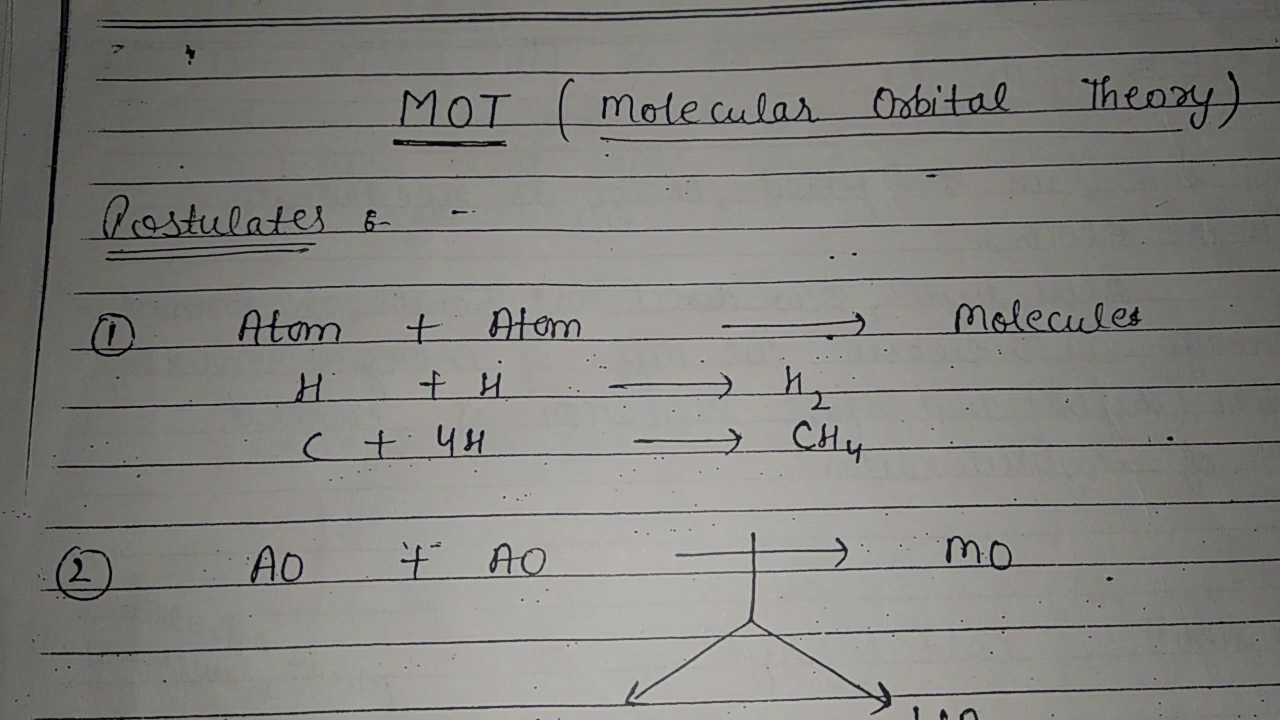 MOT ( Molecular Orbital Theory )
Postulates :-
① Atom + Atom → Molecules
H + H → H₂
C + 4H → CH₄
② AO + AO → MO